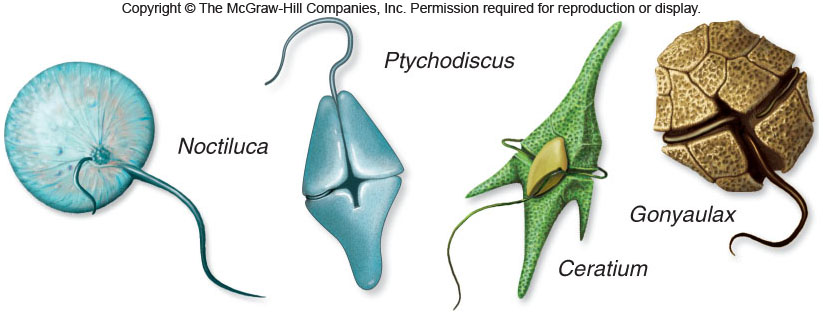 Copyright © The McGraw-Hill Companies, Inc. Permission required for reproduction or display.
Ptychodiscus
Noctiluca
Gonyaulax
Ceratium